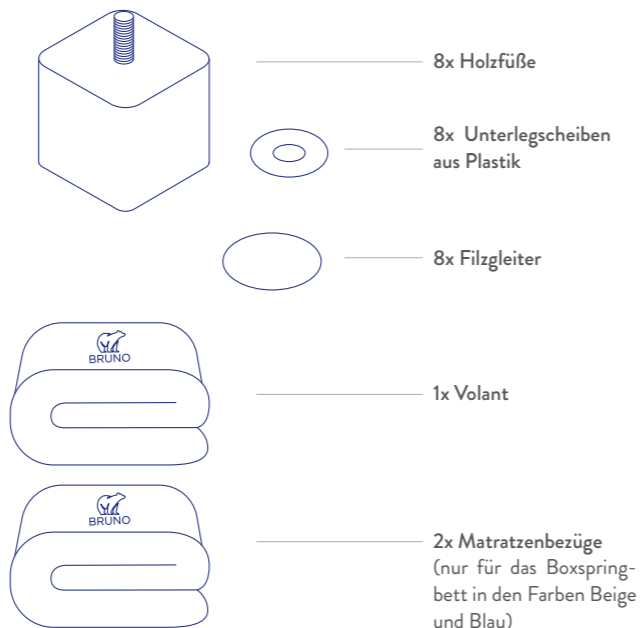 8x Holzfüße
8x Unterlegscheiben
aus Plastik
8x Filzgleiter
BRUNO
1x Volant
BRUNO
2x Matratzenbezüge
(nur für das Boxspring-
bett in den Farben Beige
und Blau)